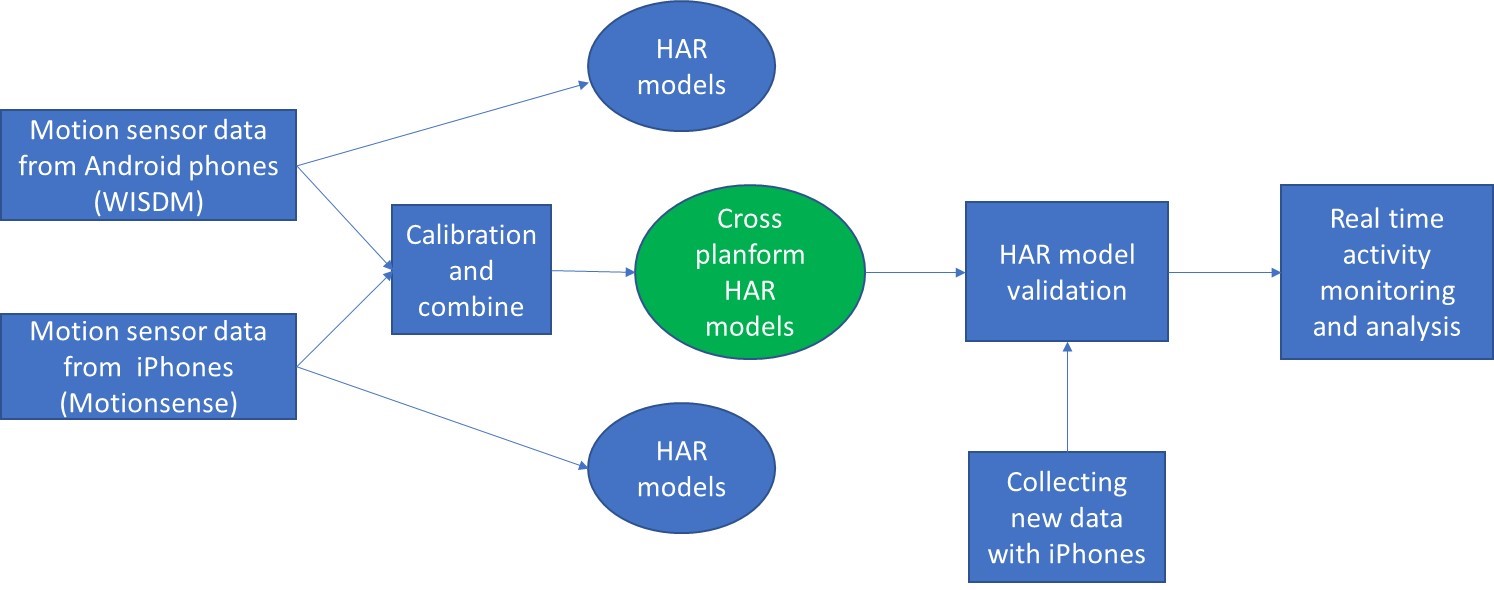 HAR
models
Motion sensor data
from Android phones
(WISDM)
Calibration
and
combine
Cross
planform
HAR
models
HAR model
validation
Real time
activity
monitoring
and analysis
Motion sensor data
from iPhones
(Motionsense)
HAR
models
Collecting
new data
with iPhones